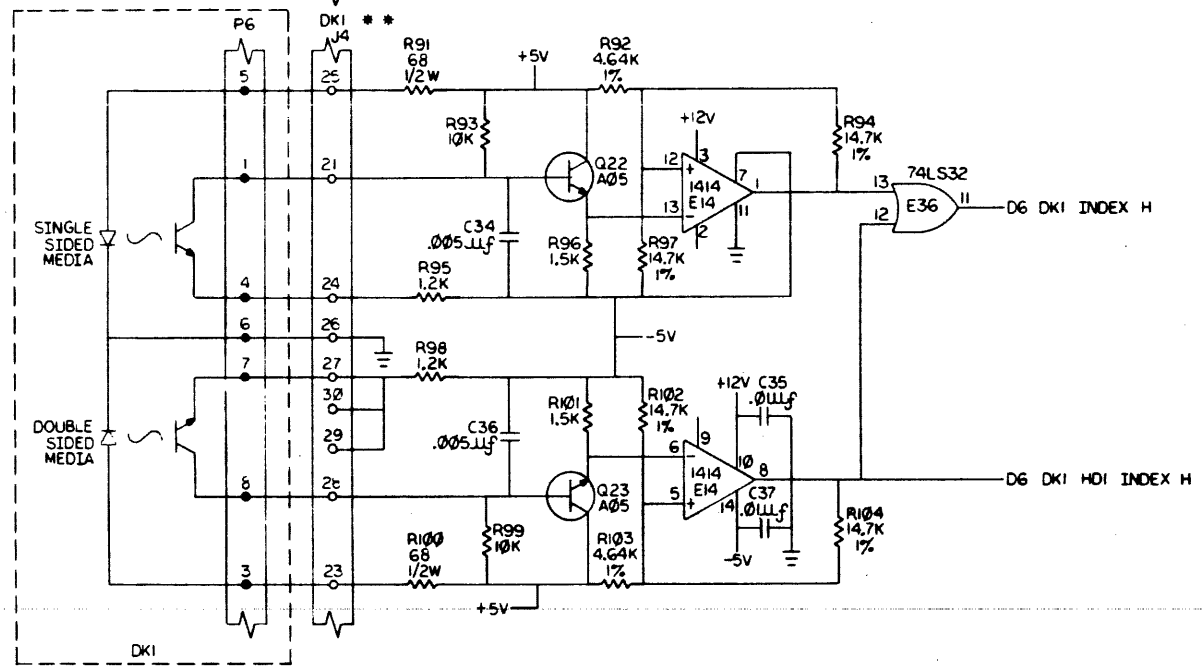 DK1 **
P6
J4
R91
68
1/2W
+5V
R92
4.64K
1%
5
25
R93
10K
+12V
R94
14.7K
1%
1
21
Q22
A05
12
+
3
7
1
1414
E14
13
-
11
2
74LS32
13
E36
12
11
D6 DK1 INDEX H
SINGLE
SIDED
MEDIA
C34
.005µf
R96
1.5K
R97
14.7K
1%
R95
1.2K
4
24
6
26
-5V
7
27
R98
1.2K
30
29
DOUBLE
SIDED
MEDIA
C36
.005µf
R101
1.5K
R102
14.7K
1%
+12V
C35
.01µf
9
6
-
10
8
1414
E14
5
+
14
C37
.01µf
-5V
D6 DK1 HD1 INDEX H
8
28
Q23
A05
R99
10K
R100
68
1/2W
R103
4.64K
1%
R104
14.7K
1%
3
23
+5V
DK1